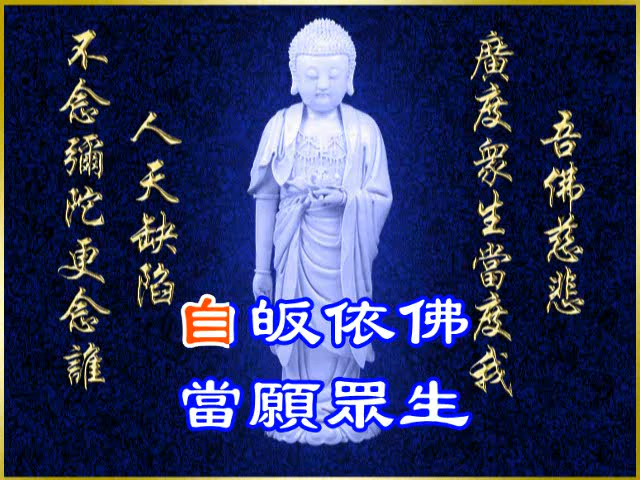 吾佛慈悲
廣度衆生當度我
人天缺陷
不念彌陀更念誰
自皈依佛
當願眾生